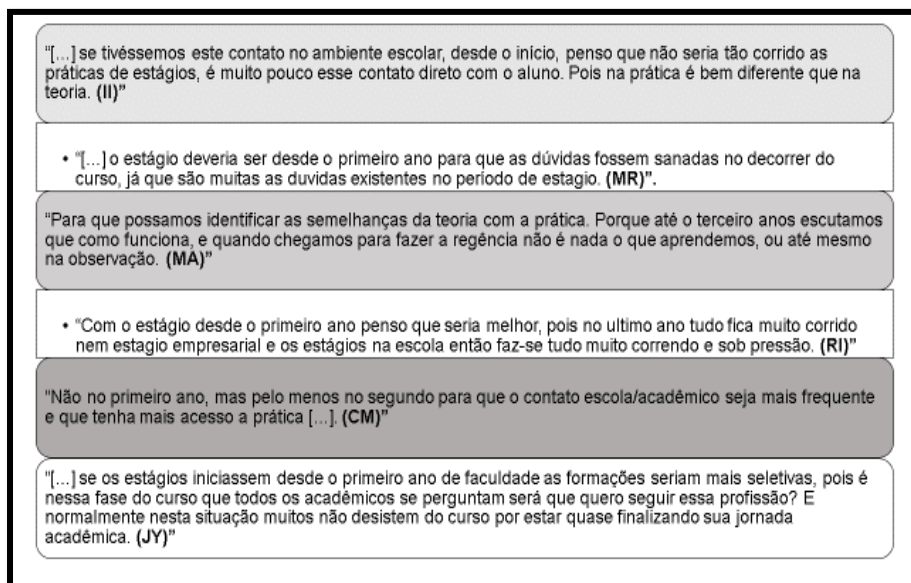 “[...] se tivéssemos este contato no ambiente escolar, desde o início, penso que não seria tão corrido as
práticas de estágios, é muito pouco esse contato direto com o aluno. Pois na prática é bem diferente que na
teoria. (II)”
• “[...] o estágio deveria ser desde o primeiro ano para que as dúvidas fossem sanadas no decorrer do
curso, já que são muitas as duvidas existentes no período de estagio. (MR)”.
“Para que possamos identificar as semelhanças da teoria com a prática. Porque até o terceiro anos escutamos
que como funciona, e quando chegamos para fazer a regência não é nada o que aprendemos, ou até mesmo
na observação. (MA)”
• “Com o estágio desde o primeiro ano penso que seria melhor, pois no ultimo ano tudo fica muito corrido
nem estagio empresarial e os estágios na escola então faz-se tudo muito correndo e sob pressão. (RI)”
“Não no primeiro ano, mas pelo menos no segundo para que o contato escola/acadêmico seja mais frequente
e que tenha mais acesso a prática [...]. (CM)”
“[...] se os estágios iniciassem desde o primeiro ano de faculdade as formações seriam mais seletivas, pois é
nessa fase do curso que todos os acadêmicos se perguntam será que quero seguir essa profissão? E
normalmente nesta situação muitos não desistem do curso por estar quase finalizando sua jornada
acadêmica. (JY)”